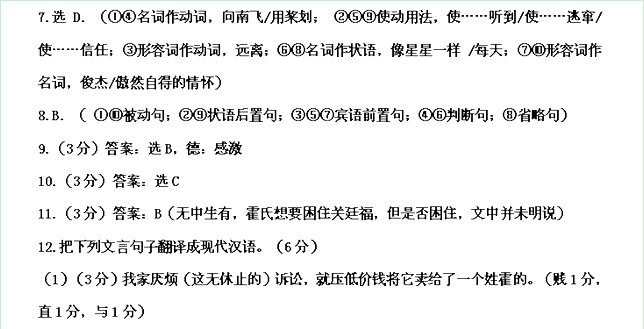 7.选 D.（①④名词作动词，向南飞/用桨划； ②⑤⑨使动用法，使……听到/使……逃窜/
使……信任；③形容词作动词，远离；⑥⑧名词作状语，像星星一样 /每天；⑦⑩形容词作
名词，俊杰/傲然自得的情怀）
8.B.（ ①⑩被动句；②⑨状语后置句；③⑤⑦宾语前置句；④⑥判断句；⑧省略句）
9.（3分）答案：选B，德：感激
10.（3分）答案：选C
11.（3分）答案：B（无中生有，霍氏想要困住关廷福，但是否困住，文中并未明说）
12.把下列文言句子翻译成现代汉语。（6分）
（1）（3分）我家厌烦（这无休止的）诉讼，就压低价钱将它卖给了一个姓霍的。（贱1分，
直1分，与1分）